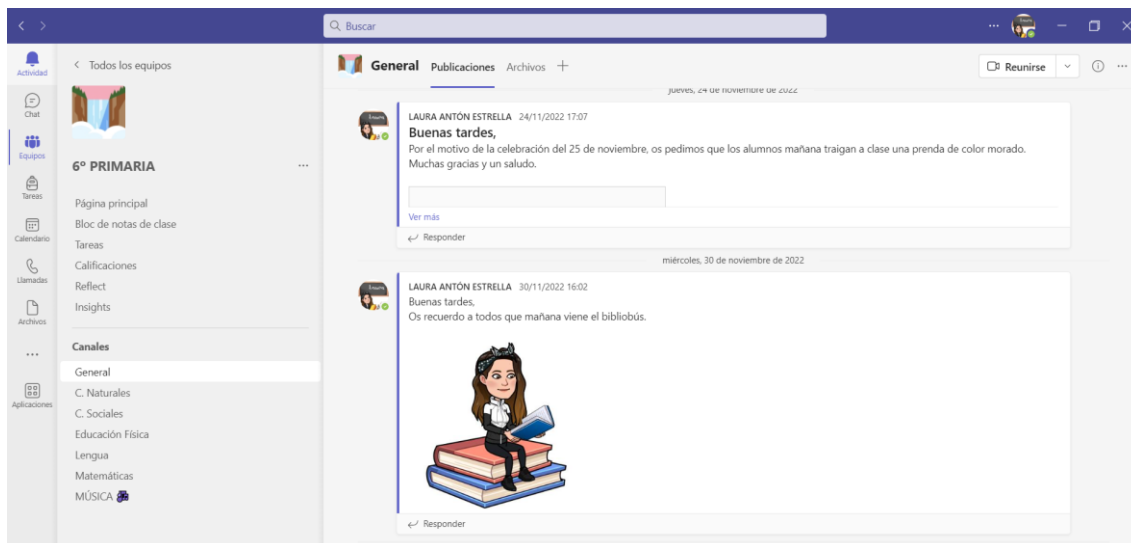 Buscar
Actividad
Chat
Equipos
Tareas
Calendario
Llamadas
Archivos
Aplicaciones
Todos los equipos
6º PRIMARIA
Página principal
Bloc de notas de clase
Tareas
Calificaciones
Reflect
Insights
Canales
General
C. Naturales
C. Sociales
Educación Física
Lengua
Matemáticas
MÚSICA
General Publicaciones Archivos
Reunirse
jueves, 24 de noviembre de 2022
LAURA ANTÓN ESTRELLA 24/11/2022 17:07
Buenas tardes,
Por el motivo de la celebración del 25 de noviembre, os pedimos que los alumnos mañana traigan a clase una prenda de color morado.
Muchas gracias y un saludo.
Ver más
Responder
miércoles, 30 de noviembre de 2022
LAURA ANTÓN ESTRELLA 30/11/2022 16:02
Buenas tardes,
Os recuerdo a todos que mañana viene el bibliobús.
Responder